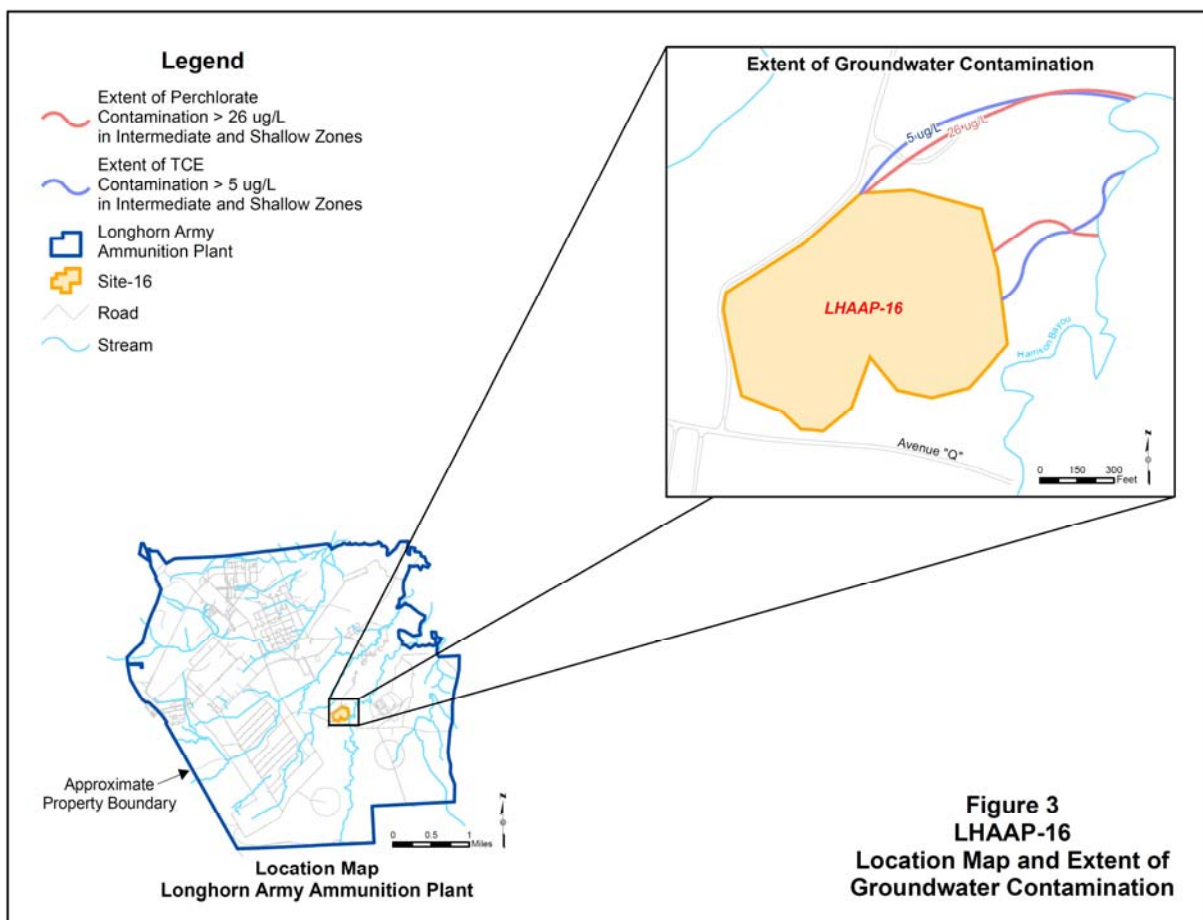 Legend
Extent of Perchlorate
Contamination > 26 ug/L
in Intermediate and Shallow Zones
Extent of TCE
Contamination > 5 ug/L
in Intermediate and Shallow Zones
Longhorn Army
Ammunition Plant
Site-16
Road
Stream
Extent of Groundwater Contamination
5 ug/L
26 ug/L
LHAAP-16
Harrison Bayou
Avenue "Q"
N
0 150 300
Feet
Approximate
Property Boundary
N
0 0.5 1
Miles
Location Map
Longhorn Army Ammunition Plant
Figure 3
LHAAP-16
Location Map and Extent of
Groundwater Contamination